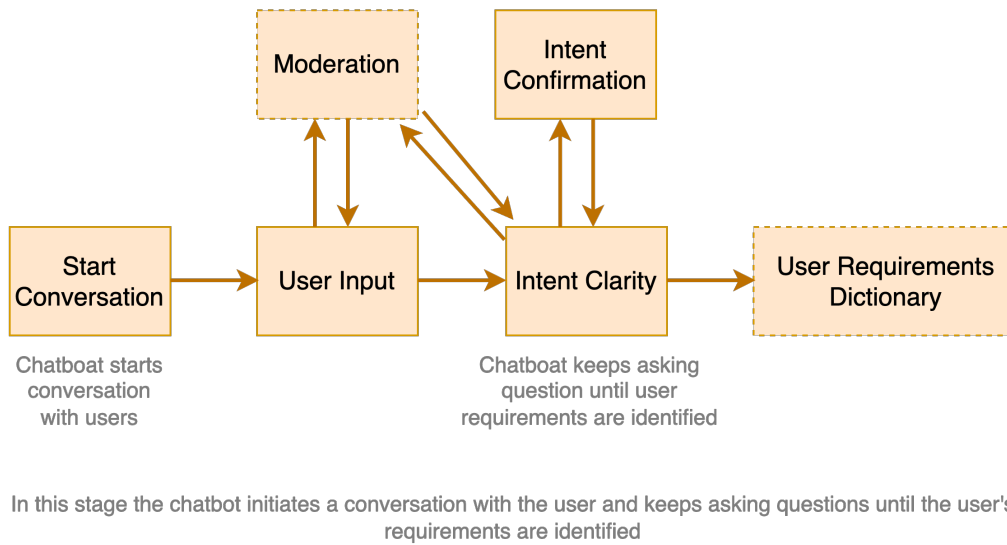 Moderation
Intent
Confirmation
Start
Conversation
User Input
Intent Clarity
User Requirements
Dictionary
Chatboat starts
conversation
with users
Chatboat keeps asking
question until user
requirements are identified
In this stage the chatbot initiates a conversation with the user and keeps asking questions until the user's
requirements are identified